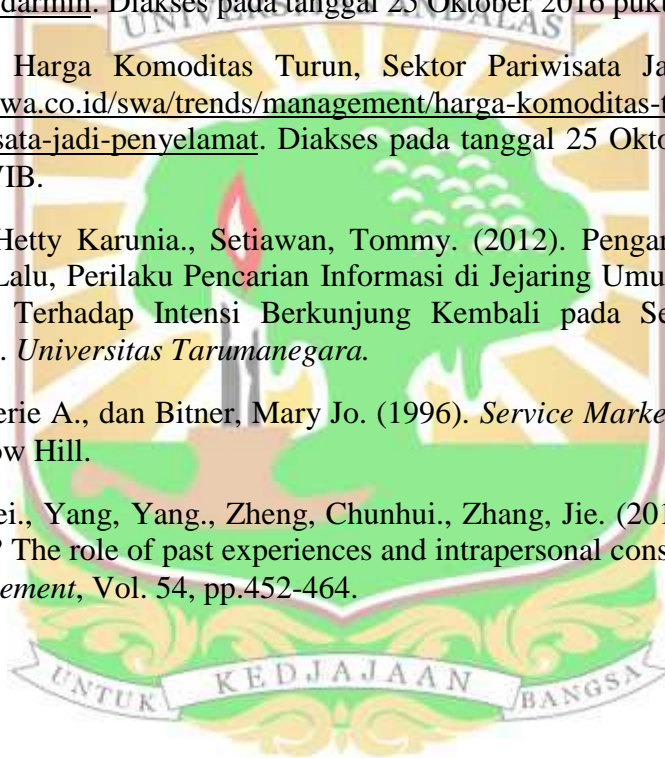 darmin. Diakses pada tanggal 25 Oktober 2016 puku
UNIVERSITAS ANDALAS
Harga Komoditas Turun, Sektor Pariwisata Ja
wa.co.id/swa/trends/management/harga-komoditas-t
sata-jadi-penyelamat. Diakses pada tanggal 25 Okto
VIB.
Hetty Karunia., Setiawan, Tommy. (2012). Pengar
Lalu, Perilaku Pencarian Informasi di Jejaring Umu
Terhadap Intensi Berkunjung Kembali pada Se
. Universitas Tarumanegara.
erie A., dan Bitner, Mary Jo. (1996). Service Marke
ow Hill.
ei., Yang, Yang., Zheng, Chunhui., Zhang, Jie. (201
? The role of past experiences and intrapersonal cons
ement, Vol. 54, pp.452-464.
UNTUK KEDJAJAAN BANGSA